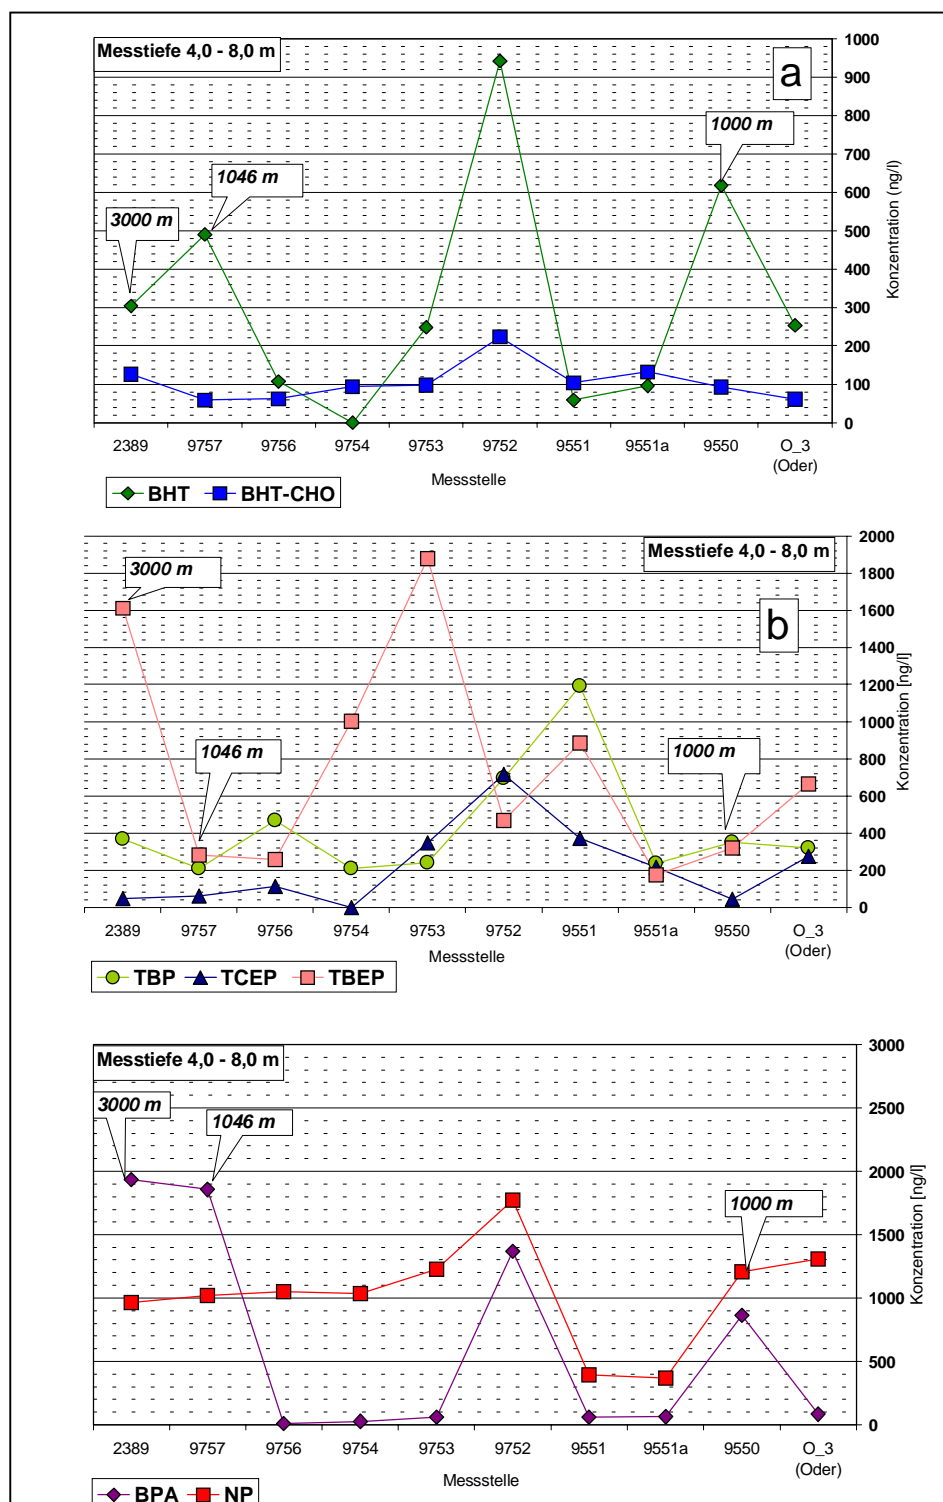 Messtiefe 4,0 - 8,0 m
a
1000
900
800
700
600
500
400
300
200
100
0
Konzentration (ng/l)
3000 m
1046 m
1000 m
2389 9757 9756 9754 9753 9752 9551 9551a 9550 O_3
(Oder)
Messstelle
BHT BHT-CHO
Messtiefe 4,0 - 8,0 m
b
2000
1800
1600
1400
1200
1000
800
600
400
200
0
Konzentration [ng/l]
3000 m
1046 m
1000 m
2389 9757 9756 9754 9753 9752 9551 9551a 9550 O_3
(Oder)
Messstelle
TBP TCEP TBEP
Messtiefe 4,0 - 8,0 m
3000
2500
2000
1500
1000
500
0
Konzentration [ng/l]
3000 m
1046 m
1000 m
2389 9757 9756 9754 9753 9752 9551 9551a 9550 O_3
(Oder)
Messstelle
BPA NP